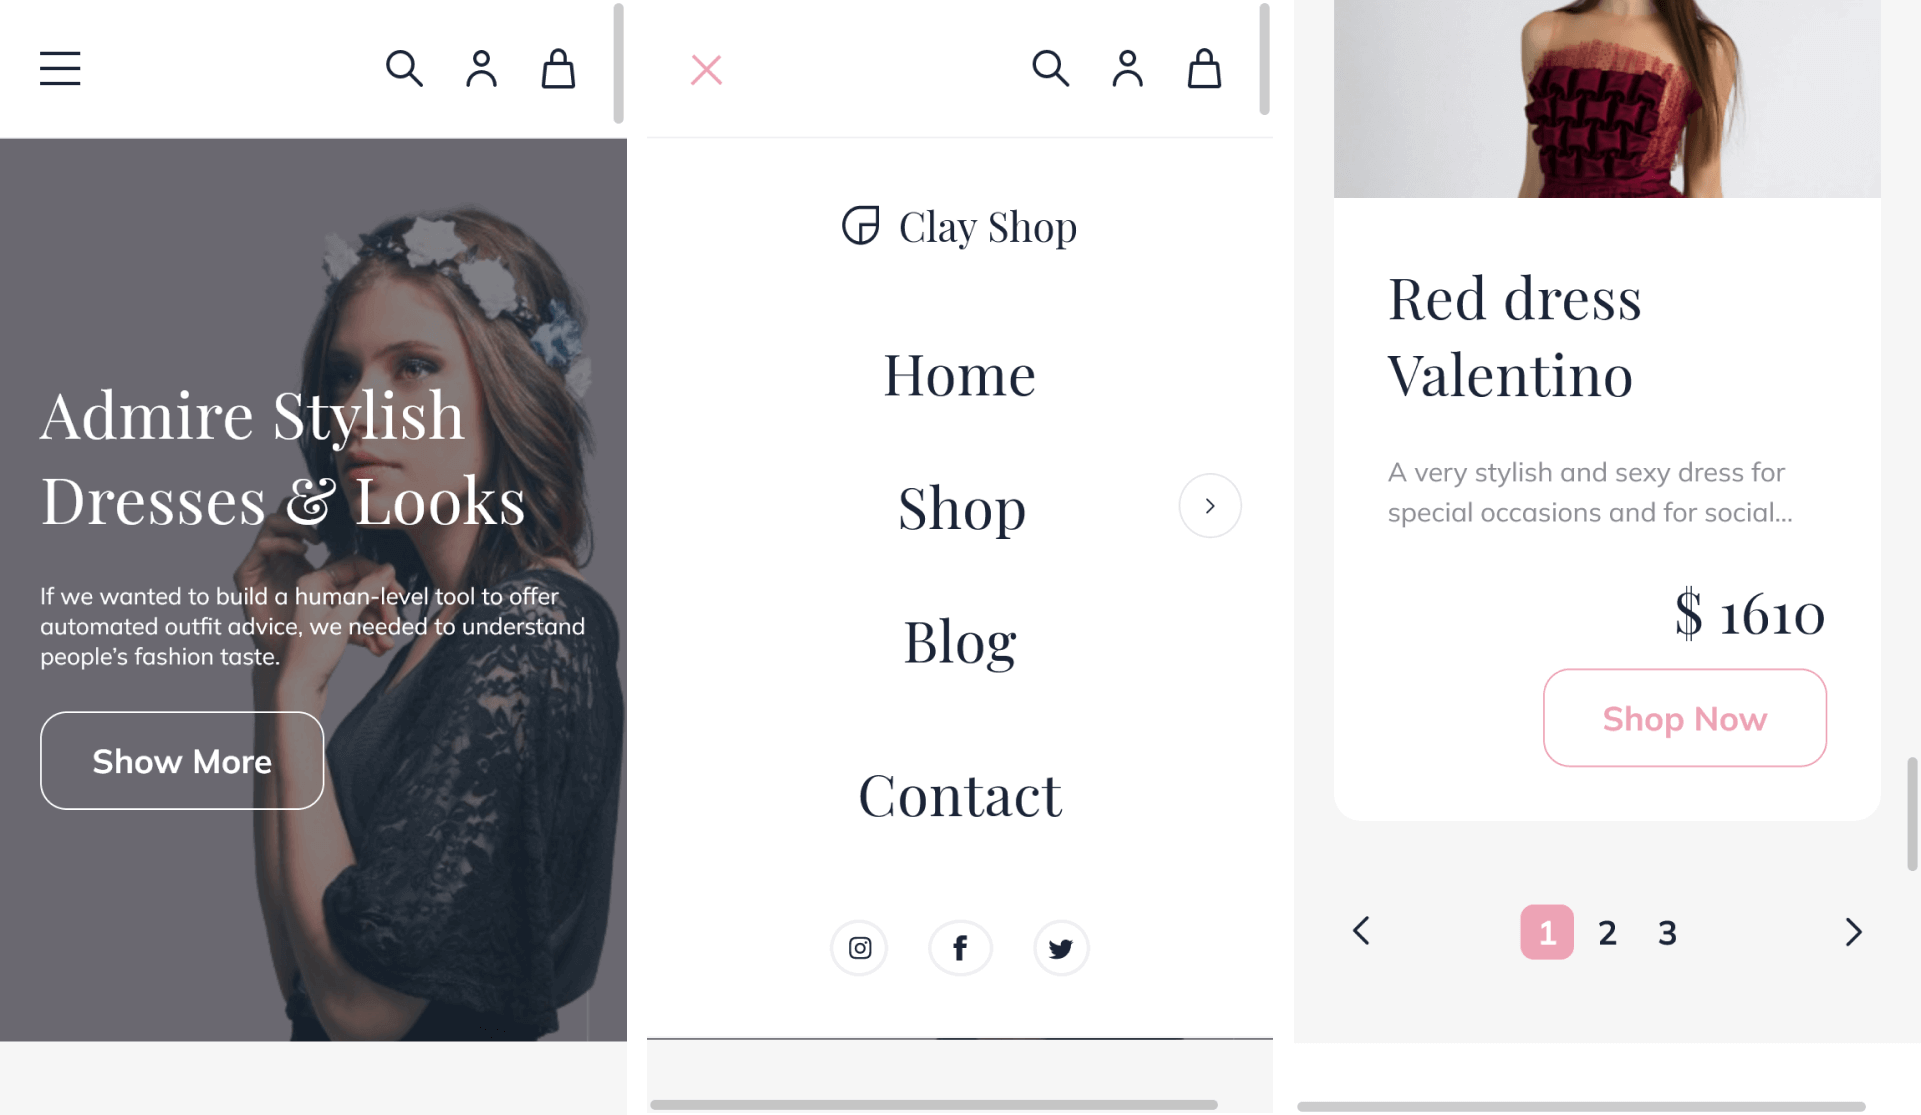 Admire Stylish
Dresses & Looks
If we wanted to build a human-level tool to offer
automated outfit advice, we needed to understand
people's fashion taste.
Show More
Clay Shop
Home
Shop
Blog
Contact
Red dress
Valentino
A very stylish and sexy dress for
special occasions and for social...
$ 1610
Shop Now
1 2 3